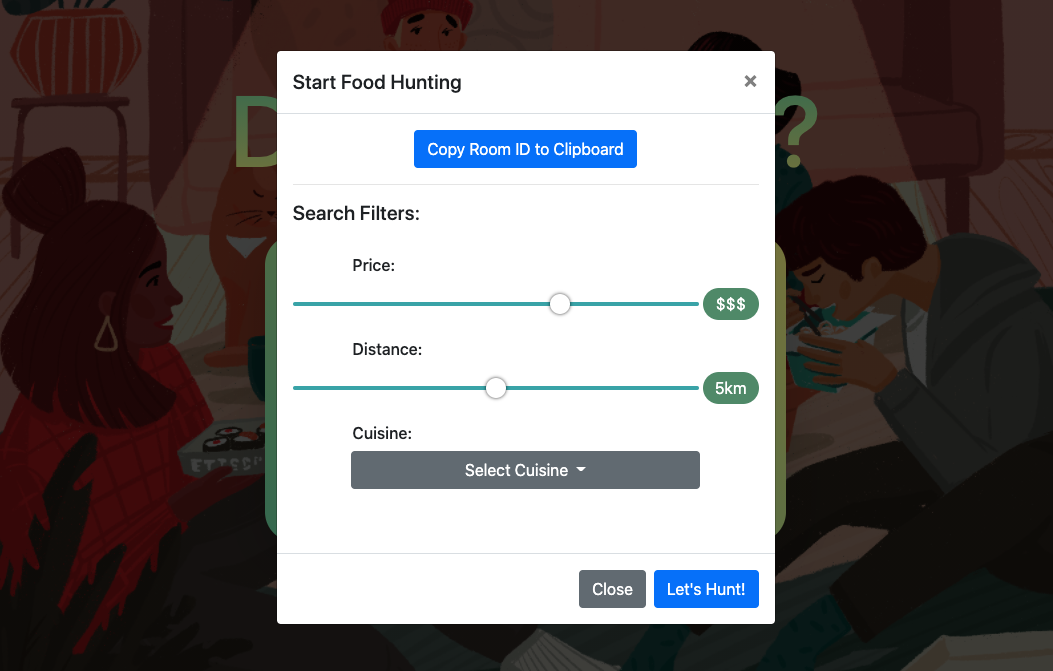 Start Food Hunting ×
D ?
Copy Room ID to Clipboard
Search Filters:
Price:
$$$
Distance:
5km
Cuisine:
Select Cuisine
Close Let's Hunt!